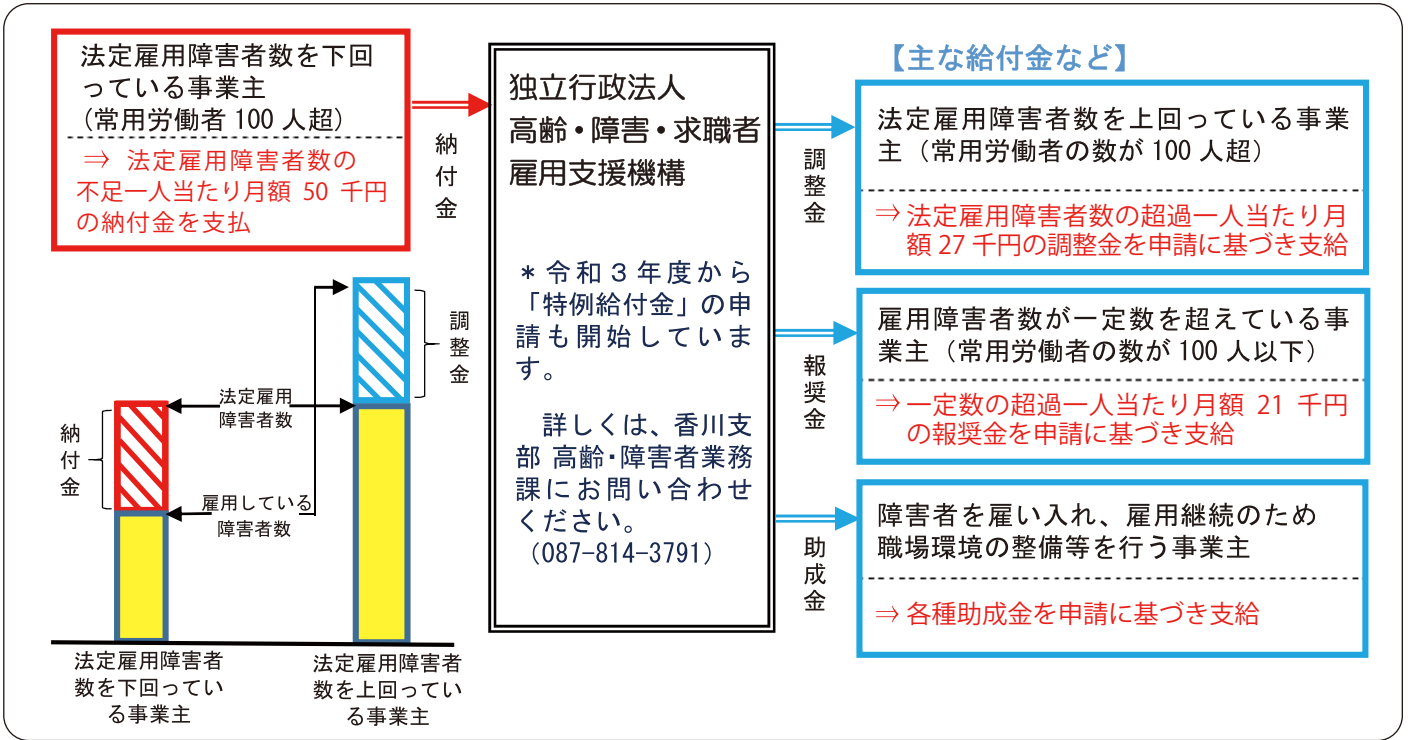 法定雇用障害者数を下回
っている事業主
(常用労働者100人超)
⇒ 法定雇用障害者数の
不足一人当たり月額 50 千円
の納付金を支払
納付金
独立行政法人
高齢・障害・求職者
雇用支援機構
*令和3年度から
「特例給付金」の申
請も開始していま
す。
詳しくは、香川支
部 高齢・障害者業務
課にお問い合わせ
ください。
(087-814-3791)
【主な給付金など】
調整金
法定雇用障害者数を上回っている事業
主(常用労働者の数が100人超)
⇒法定雇用障害者数の超過一人当たり月
額27千円の調整金を申請に基づき支給
報奨金
雇用障害者数が一定数を超えている事
業主(常用労働者の数が100人以下)
⇒一定数の超過一人当たり月額 21 千円
の報奨金を申請に基づき支給
助成金
障害者を雇い入れ、雇用継続のため
職場環境の整備等を行う事業主
⇒各種助成金を申請に基づき支給
調整金
法定雇用
障害者数
納付金
雇用している
障害者数
法定雇用障害者
数を下回ってい
る事業主
法定雇用障害者
数を上回ってい
る事業主